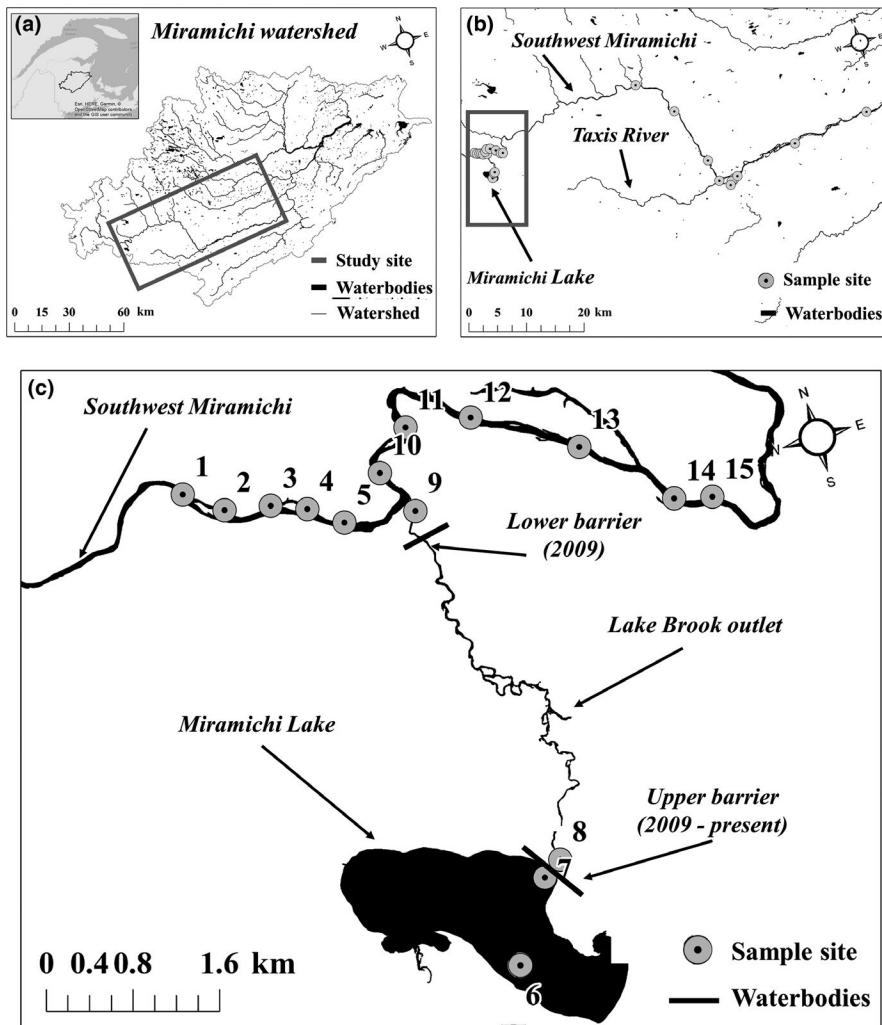 (a)
Miramichi watershed
N
W
E
S
Esri, HERE, Garmin, ©
OpenStreetMap contributors
and the GIS user community
Study site
Waterbodies
Watershed
0 30 60 km
(b)
Southwest Miramichi
N
W
E
S
Taxis River
Miramichi Lake
Sample site
Waterbodies
0 5 10 20 km
(c)
Southwest Miramichi
N
W
E
S
1
2
3
4
5
10
11
12
13
9
14
15
Lower barrier
(2009)
Lake Brook outlet
Miramichi Lake
Upper barrier
(2009 - present)
8
7
6
0 0.4 0.8 1.6 km
Sample site
Waterbodies